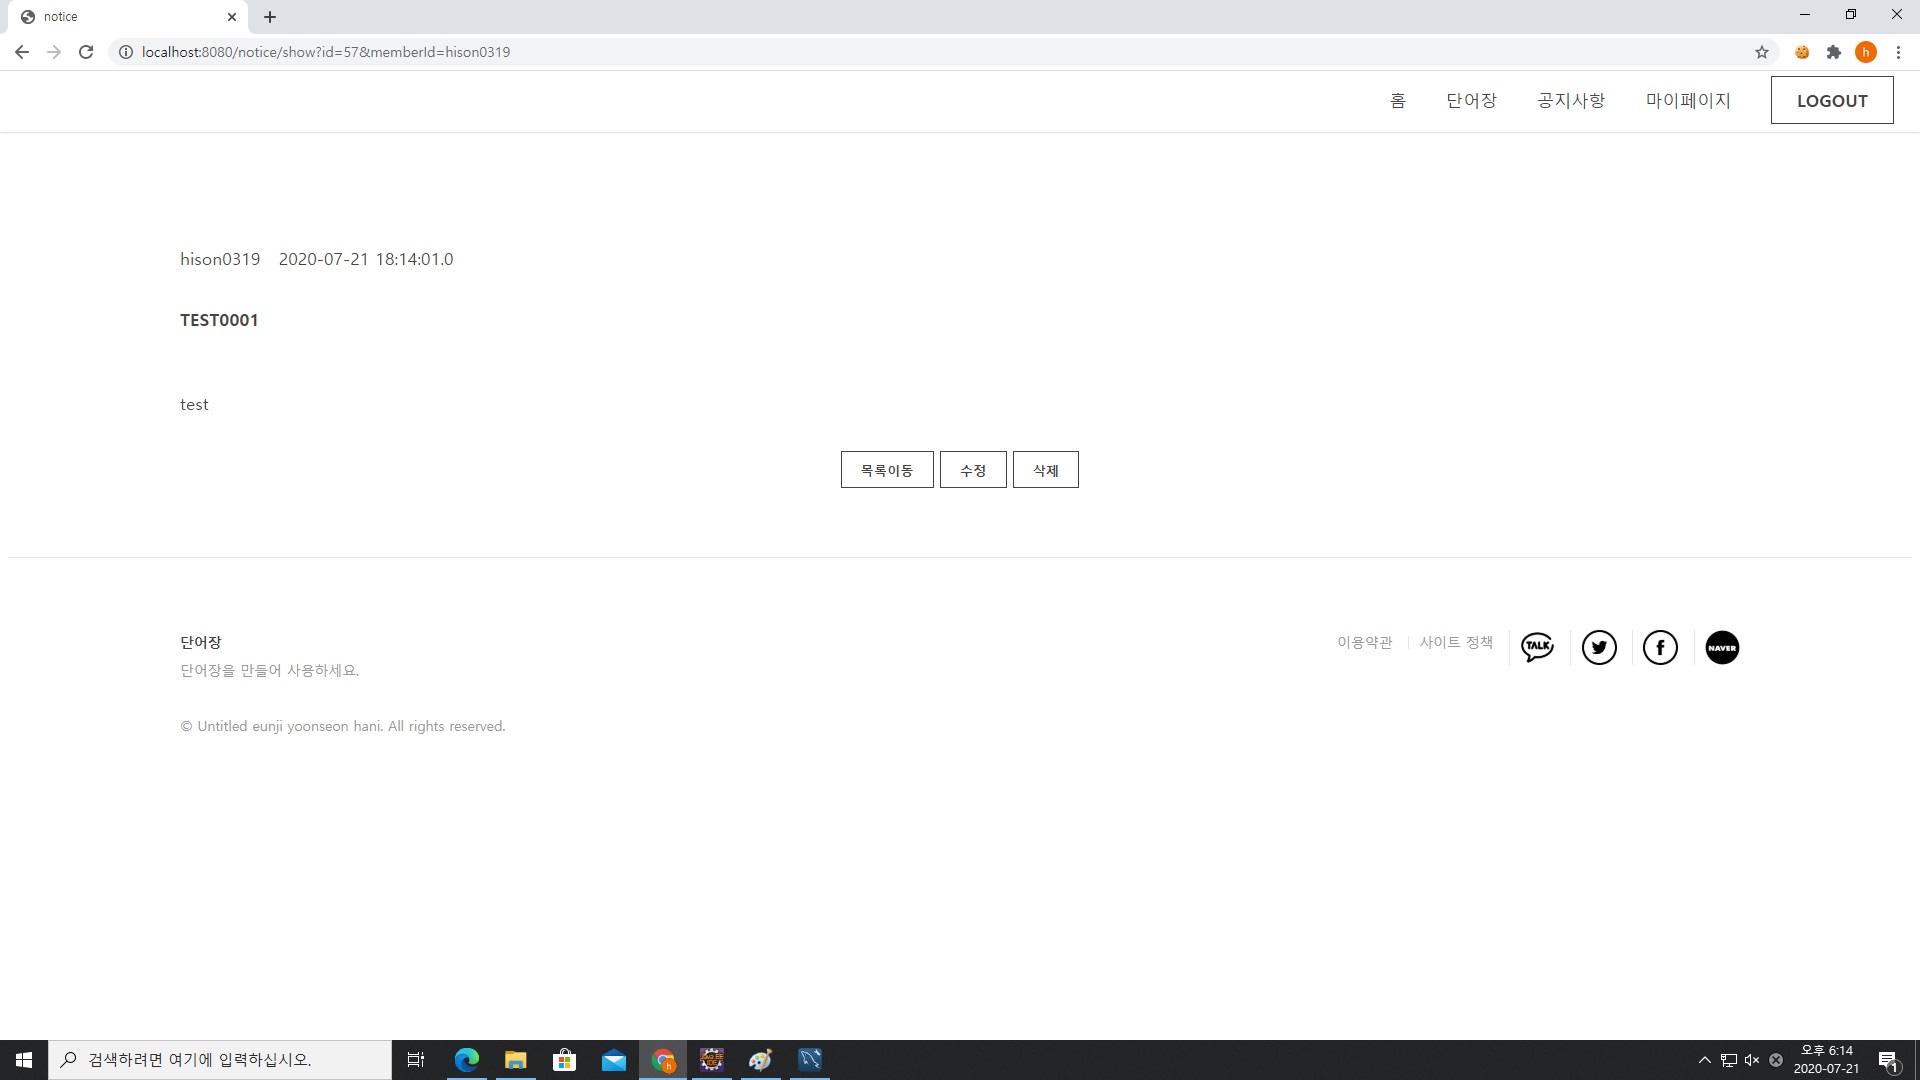 notice
localhost:8080/notice/show?id=57&memberId=hison0319
h
홈 단어장 공지사항 마이페이지 LOGOUT
hison0319 2020-07-21 18:14:01.0
TEST0001
test
목록이동 수정 삭제
단어장
이용약관 사이트 정책 TALK f NAVER
단어장을 만들어 사용하세요.
© Untitled eunji yoonseon hani. All rights reserved.
검색하려면 여기에 입력하십시오.
h
Java EE
IDE
오후 6:14
2020-07-21
1